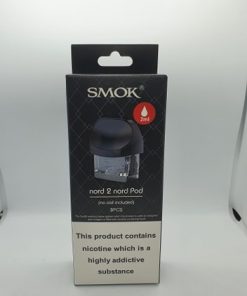 SMOK
2ml
nord 2 nord Pod
(no coil included)
3PCS
This product contains
nicotine which is a
highly addictive
substance